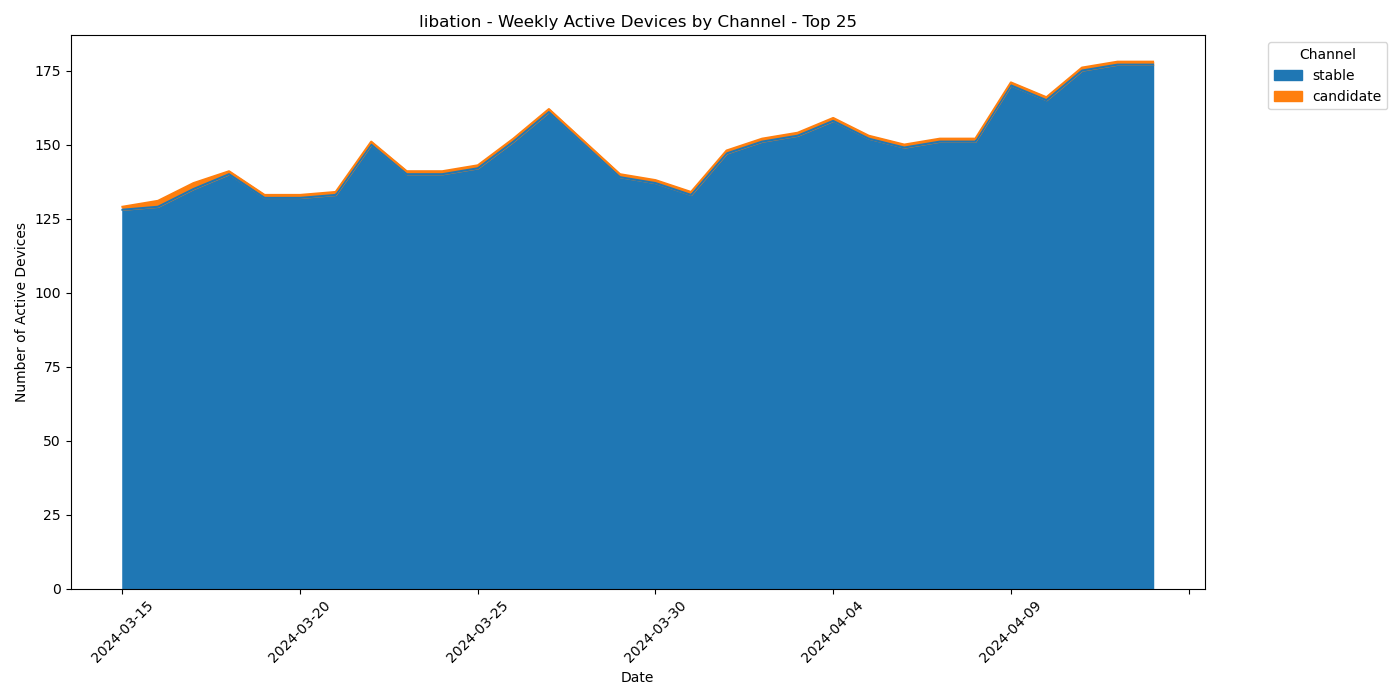 libation - Weekly Active Devices by Channel - Top 25
Channel
stable
candidate
Number of Active Devices
175
150
125
100
75
50
25
0
2024-03-15
2024-03-20
2024-03-25
2024-03-30
2024-04-04
2024-04-09
Date